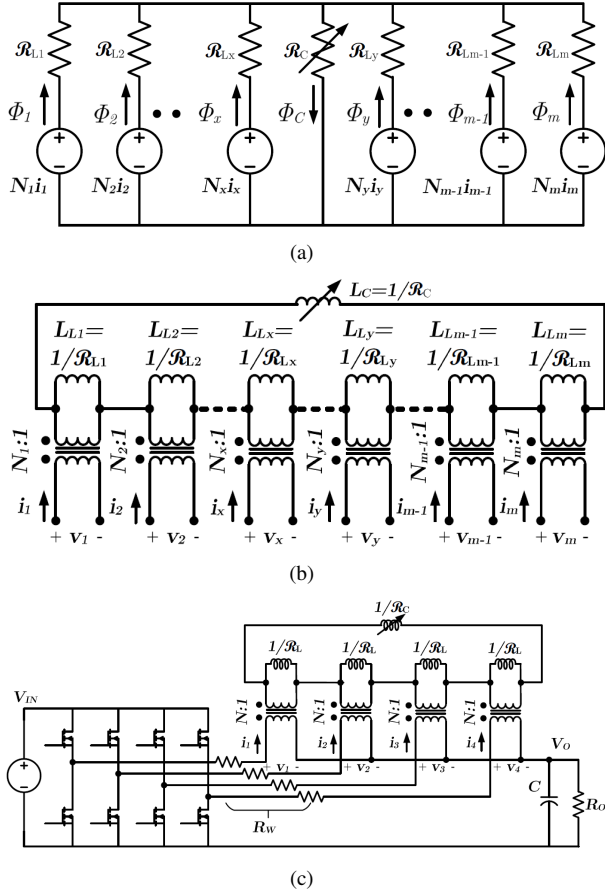 ℛL1 ℛL2 ℛLx ℛC ℛLy ℛLm-1 ℛLm
Φ1 Φ2 Φx ΦC Φy Φm-1 Φm
+ + + + + +
- - - - - -
N1i1 N2i2 Nxix Nyiy Nm-1im-1 Nmim
(a)
LC=1/ℛC
LL1= LL2= LLx= LLy= LLm-1= LLm=
1/ℛL1 1/ℛL2 1/ℛLx 1/ℛLy 1/ℛLm-1 1/ℛLm
N1:1 N2:1 Nx:1 Ny:1 Nm-1:1 Nm:1
i1 i2 ix iy im-1 im
+ v1 - + v2 - + vx - + vy - + vm-1 - + vm -
(b)
1/ℛC
1/ℛL 1/ℛL 1/ℛL 1/ℛL
VIN
N:1 N:1 N:1 N:1
i1 i2 i3 i4
+ v1 - + v2 - + v3 - + v4 -
VO
+
-
C
RO
RW
(c)